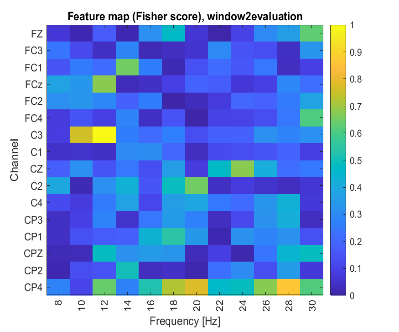 Feature map (Fisher score), window2evaluation
Channel
FZ
FC3
FC1
FCz
FC2
FC4
C3
C1
CZ
C2
C4
CP3
CP1
CPZ
CP2
CP4
8 10 12 14 16 18 20 22 24 26 28 30
Frequency [Hz]
1
0.9
0.8
0.7
0.6
0.5
0.4
0.3
0.2
0.1
0